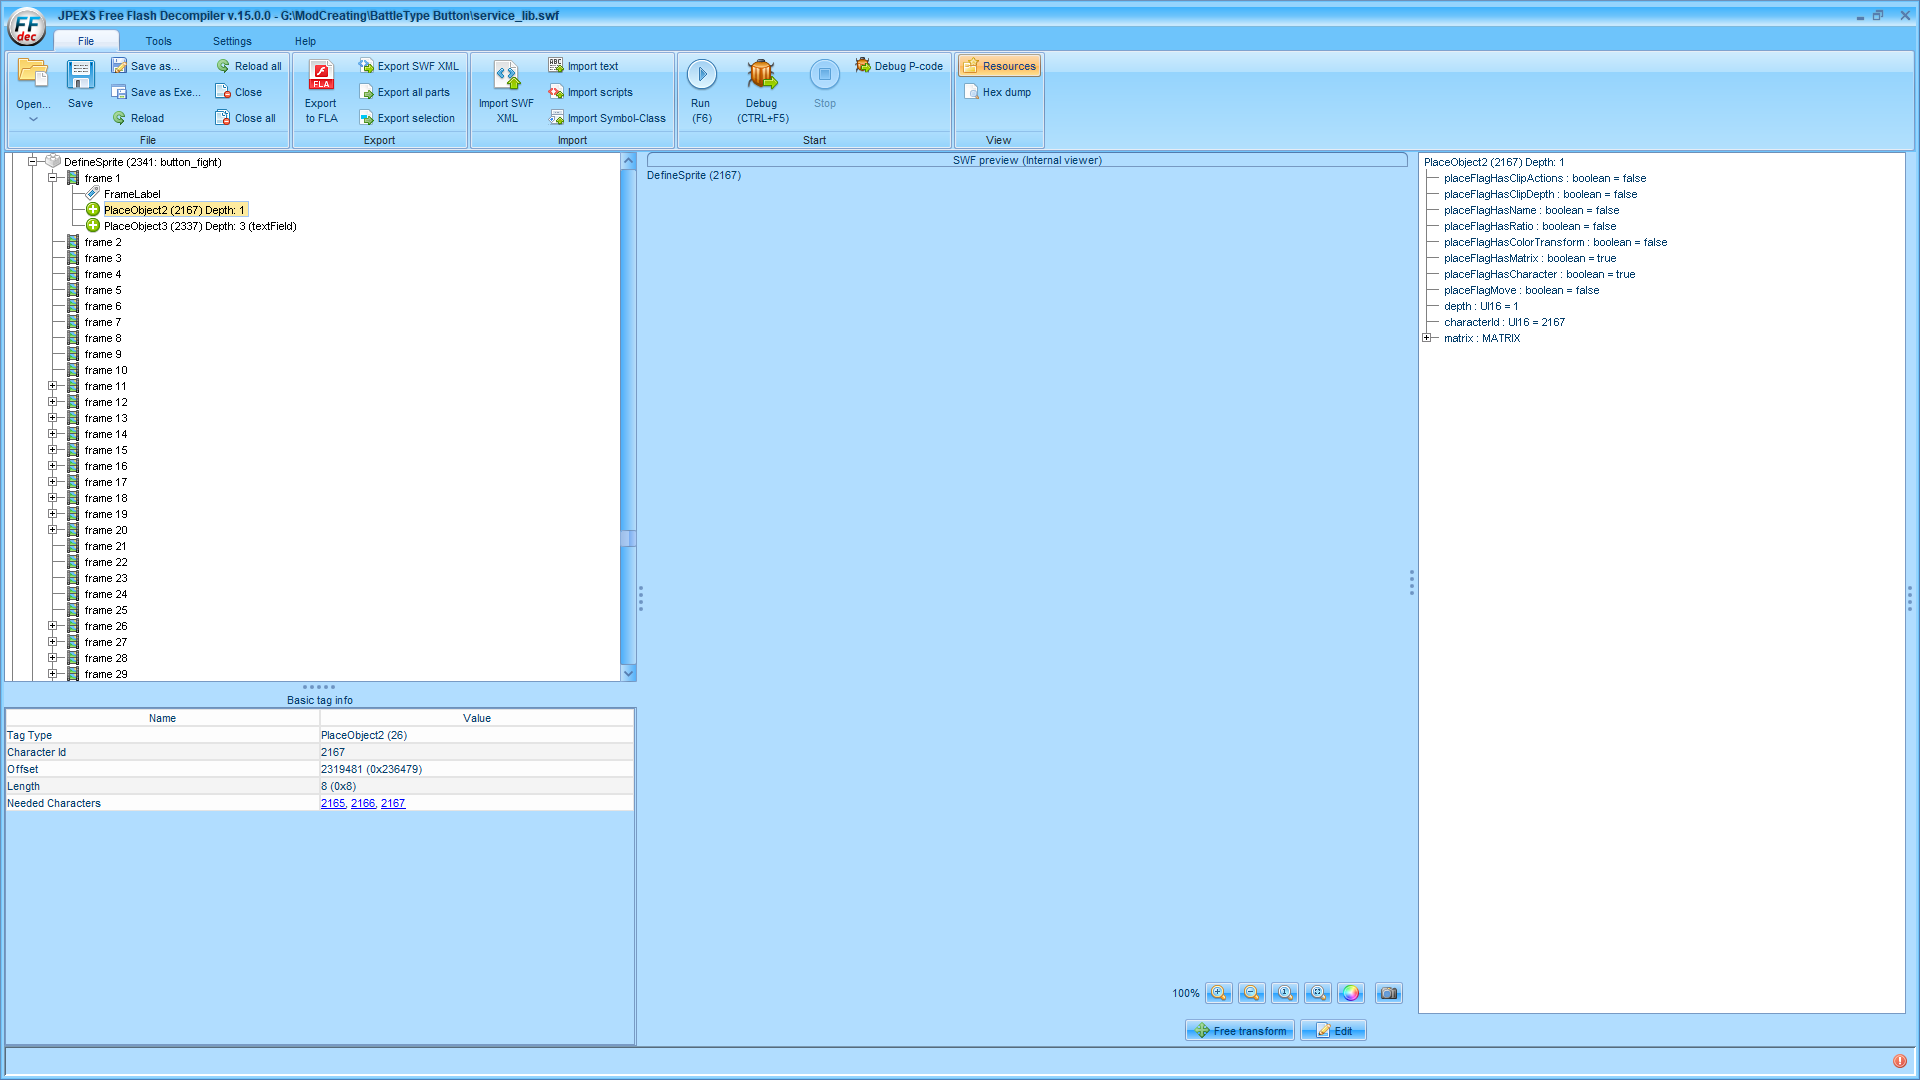 JPEXS Free Flash Decompiler v.15.0.0 - G:\ModCreating\BattleType Button\service_lib.swf
FF dec
File Tools Settings Help
Open... Save Save as... Reload all
Save as Exe... Close
Reload Close all
File
Export to FLA Export SWF XML
Export all parts
Export selection
Export
Import SWF XML Import text
Import scripts
Import Symbol-Class
Import
Run (F6) Debug (CTRL+F5) Stop Debug P-code
Start
Resources
Hex dump
View
DefineSprite (2341: button_fight)
frame 1
FrameLabel
PlaceObject2 (2167) Depth: 1
PlaceObject3 (2337) Depth: 3 (textField)
frame 2
frame 3
frame 4
frame 5
frame 6
frame 7
frame 8
frame 9
frame 10
frame 11
frame 12
frame 13
frame 14
frame 15
frame 16
frame 17
frame 18
frame 19
frame 20
frame 21
frame 22
frame 23
frame 24
frame 25
frame 26
frame 27
frame 28
frame 29
Basic tag info
Name Value
Tag Type PlaceObject2 (26)
Character Id 2167
Offset 2319481 (0x236479)
Length 8 (0x8)
Needed Characters 2165, 2166, 2167
SWF preview (Internal viewer)
DefineSprite (2167)
100%
Free transform Edit
PlaceObject2 (2167) Depth: 1
placeFlagHasClipActions : boolean = false
placeFlagHasClipDepth : boolean = false
placeFlagHasName : boolean = false
placeFlagHasRatio : boolean = false
placeFlagHasColorTransform : boolean = false
placeFlagHasMatrix : boolean = true
placeFlagHasCharacter : boolean = true
placeFlagMove : boolean = false
depth : UI16 = 1
characterId : UI16 = 2167
matrix : MATRIX